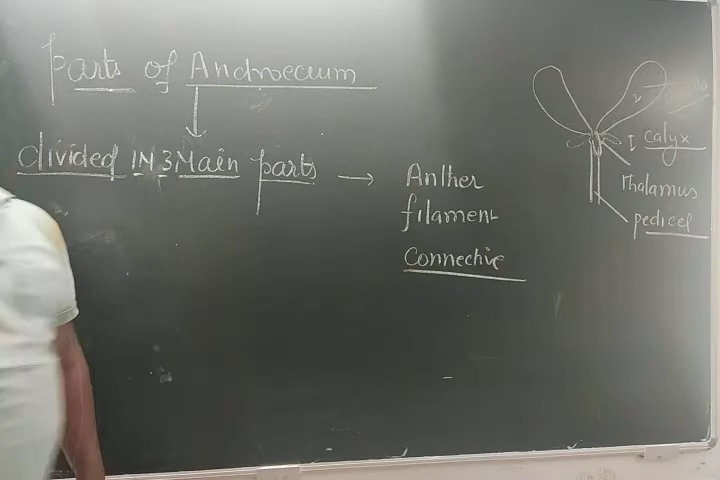 parts of Androecium
divided IN 3 Main parts → Anther
filament
Connective
calyx
Thalamus
pedicel